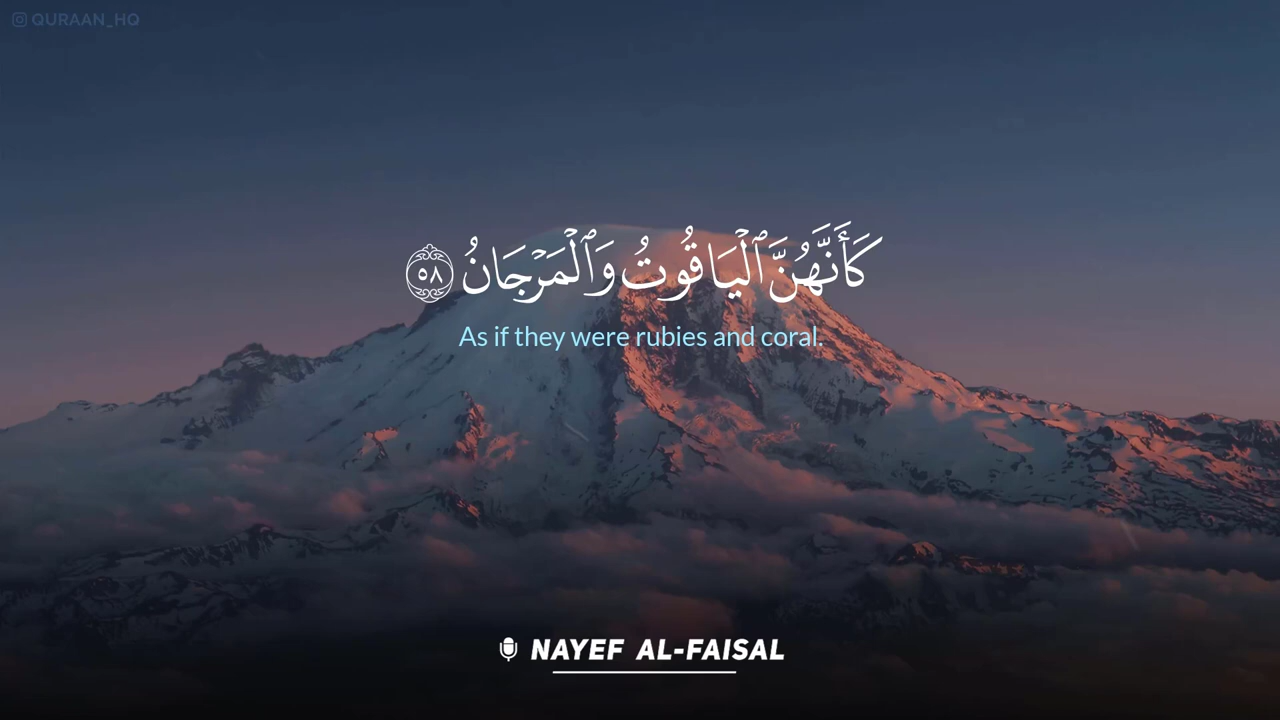 QURAAN_HQ
كَأَنَّهُنَّ ٱلْيَاقُوتُ وَٱلْمَرْجَانُ ٥٨
As if they were rubies and coral.
NAYEF AL-FAISAL